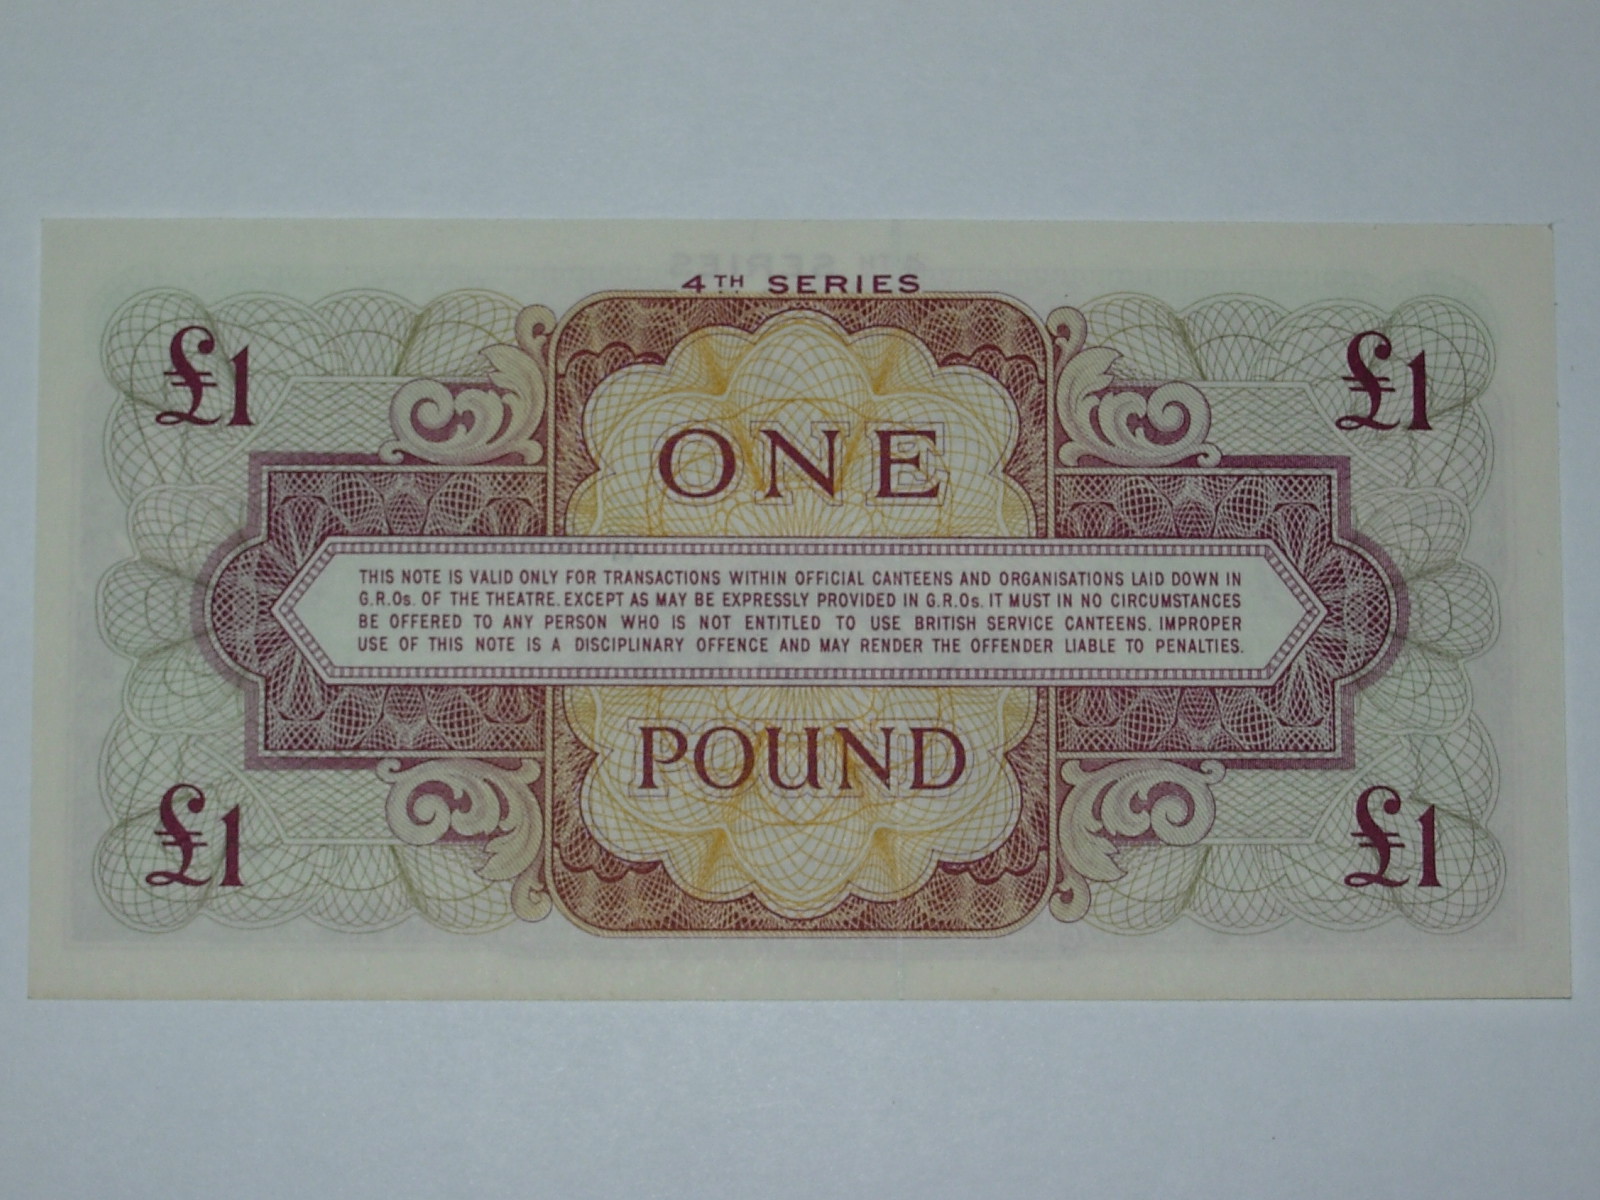 4TH SERIES
£1 £1
ONE
THIS NOTE IS VALID ONLY FOR TRANSACTIONS WITHIN OFFICIAL CANTEENS AND ORGANISATIONS LAID DOWN IN
G.R.Os. OF THE THEATRE. EXCEPT AS MAY BE EXPRESSLY PROVIDED IN G.R.Os. IT MUST IN NO CIRCUMSTANCES
BE OFFERED TO ANY PERSON WHO IS NOT ENTITLED TO USE BRITISH SERVICE CANTEENS. IMPROPER
USE OF THIS NOTE IS A DISCIPLINARY OFFENCE AND MAY RENDER THE OFFENDER LIABLE TO PENALTIES.
POUND
£1 £1